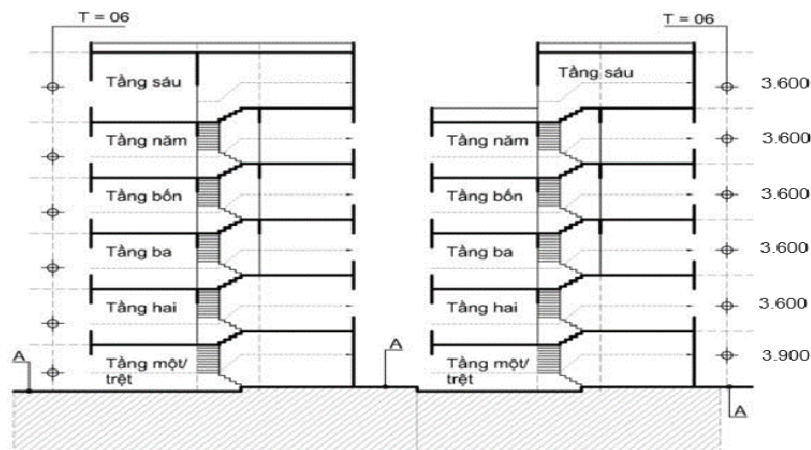 T = 06
T = 06
Tầng sáu
Tầng sáu
3.600
Tầng năm
Tầng năm
3.600
Tầng bốn
Tầng bốn
3.600
Tầng ba
Tầng ba
3.600
Tầng hai
Tầng hai
3.600
A
Tầng một/
trệt
A
Tầng một/
trệt
3.900
A